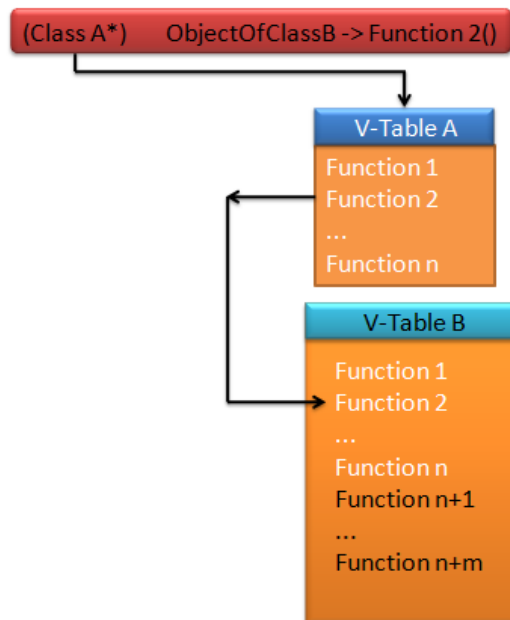 (Class A*) ObjectOfClassB -> Function 2()
V-Table A
Function 1
Function 2
...
Function n
V-Table B
Function 1
Function 2
...
Function n
Function n+1
...
Function n+m